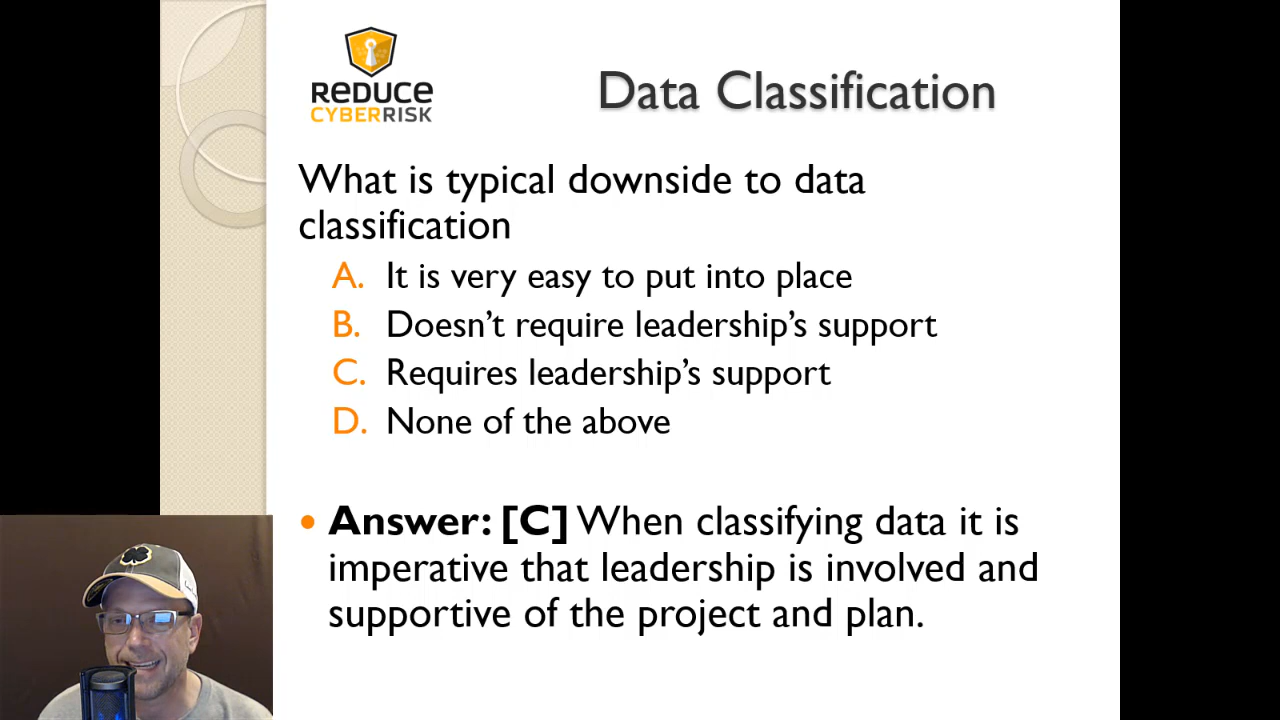 REDUCE
CYBERRISK
Data Classification
What is typical downside to data
classification
A. It is very easy to put into place
B. Doesn’t require leadership’s support
C. Requires leadership’s support
D. None of the above
• Answer: [C] When classifying data it is
imperative that leadership is involved and
supportive of the project and plan.